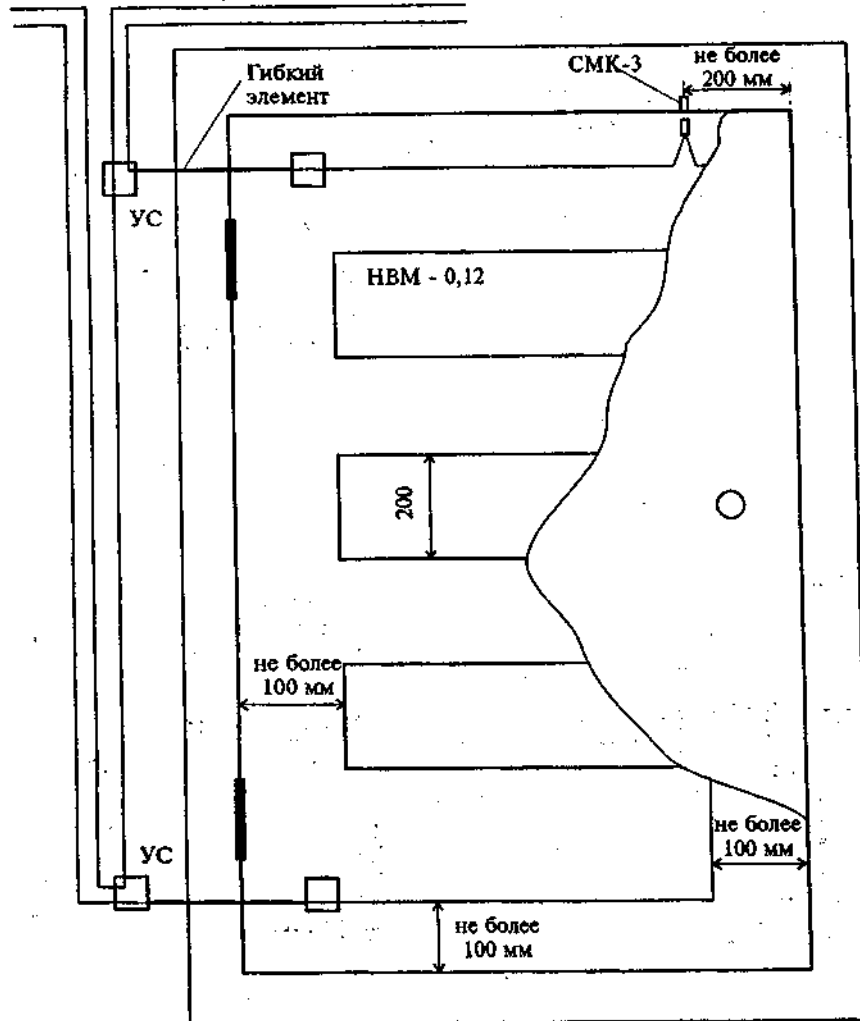 Гибкий
элемент
СМК-3
не более
200 мм
УС
НВМ - 0,12
200
не более
100 мм
УС
не более
100 мм
не более
100 мм